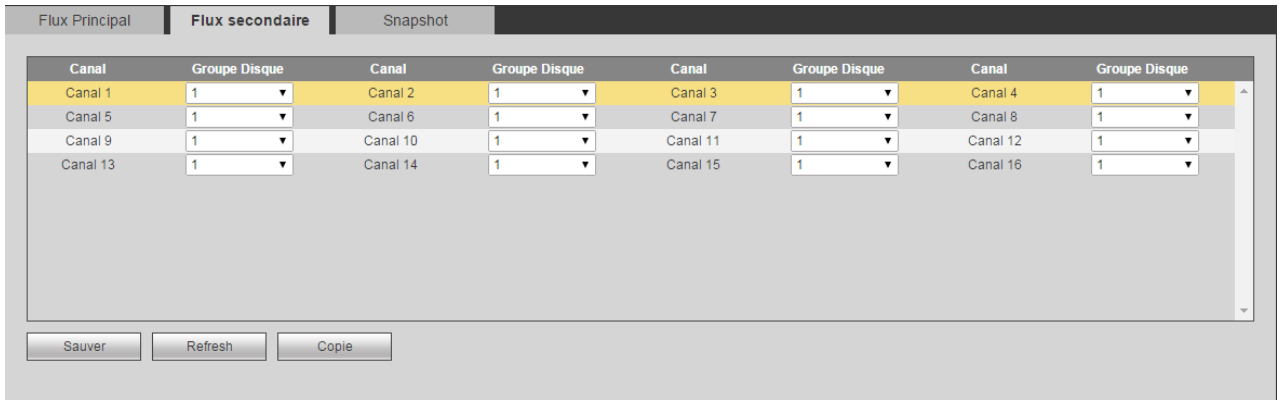 Flux Principal Flux secondaire Snapshot
Canal Groupe Disque Canal Groupe Disque Canal Groupe Disque Canal Groupe Disque
Canal 1 1 Canal 2 1 Canal 3 1 Canal 4 1
Canal 5 1 Canal 6 1 Canal 7 1 Canal 8 1
Canal 9 1 Canal 10 1 Canal 11 1 Canal 12 1
Canal 13 1 Canal 14 1 Canal 15 1 Canal 16 1
Sauver Refresh Copie